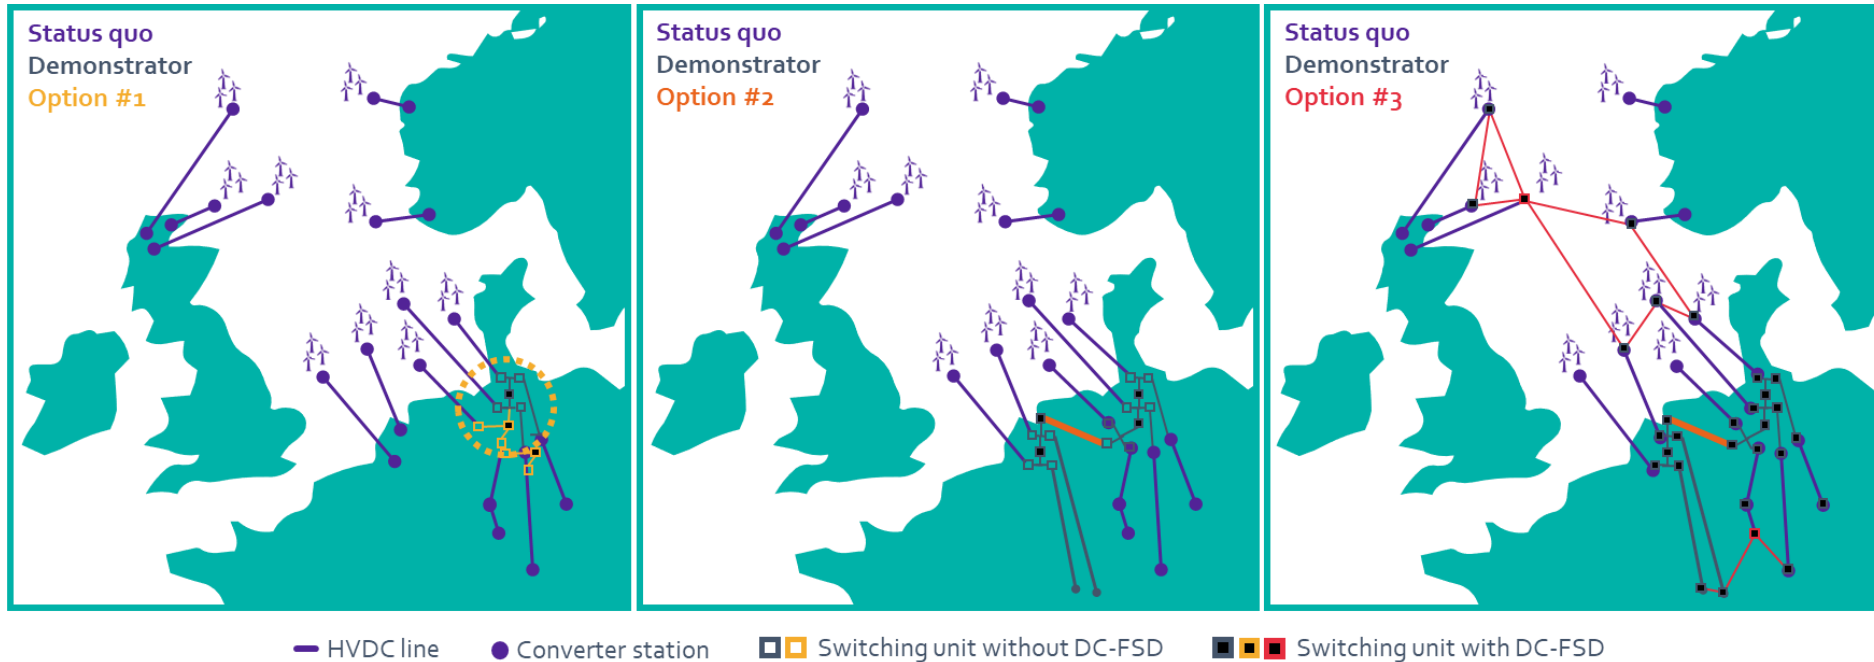 Status quo
Demonstrator
Option #1
Status quo
Demonstrator
Option #2
Status quo
Demonstrator
Option #3
HVDC line
Converter station
Switching unit without DC-FSD
Switching unit with DC-FSD